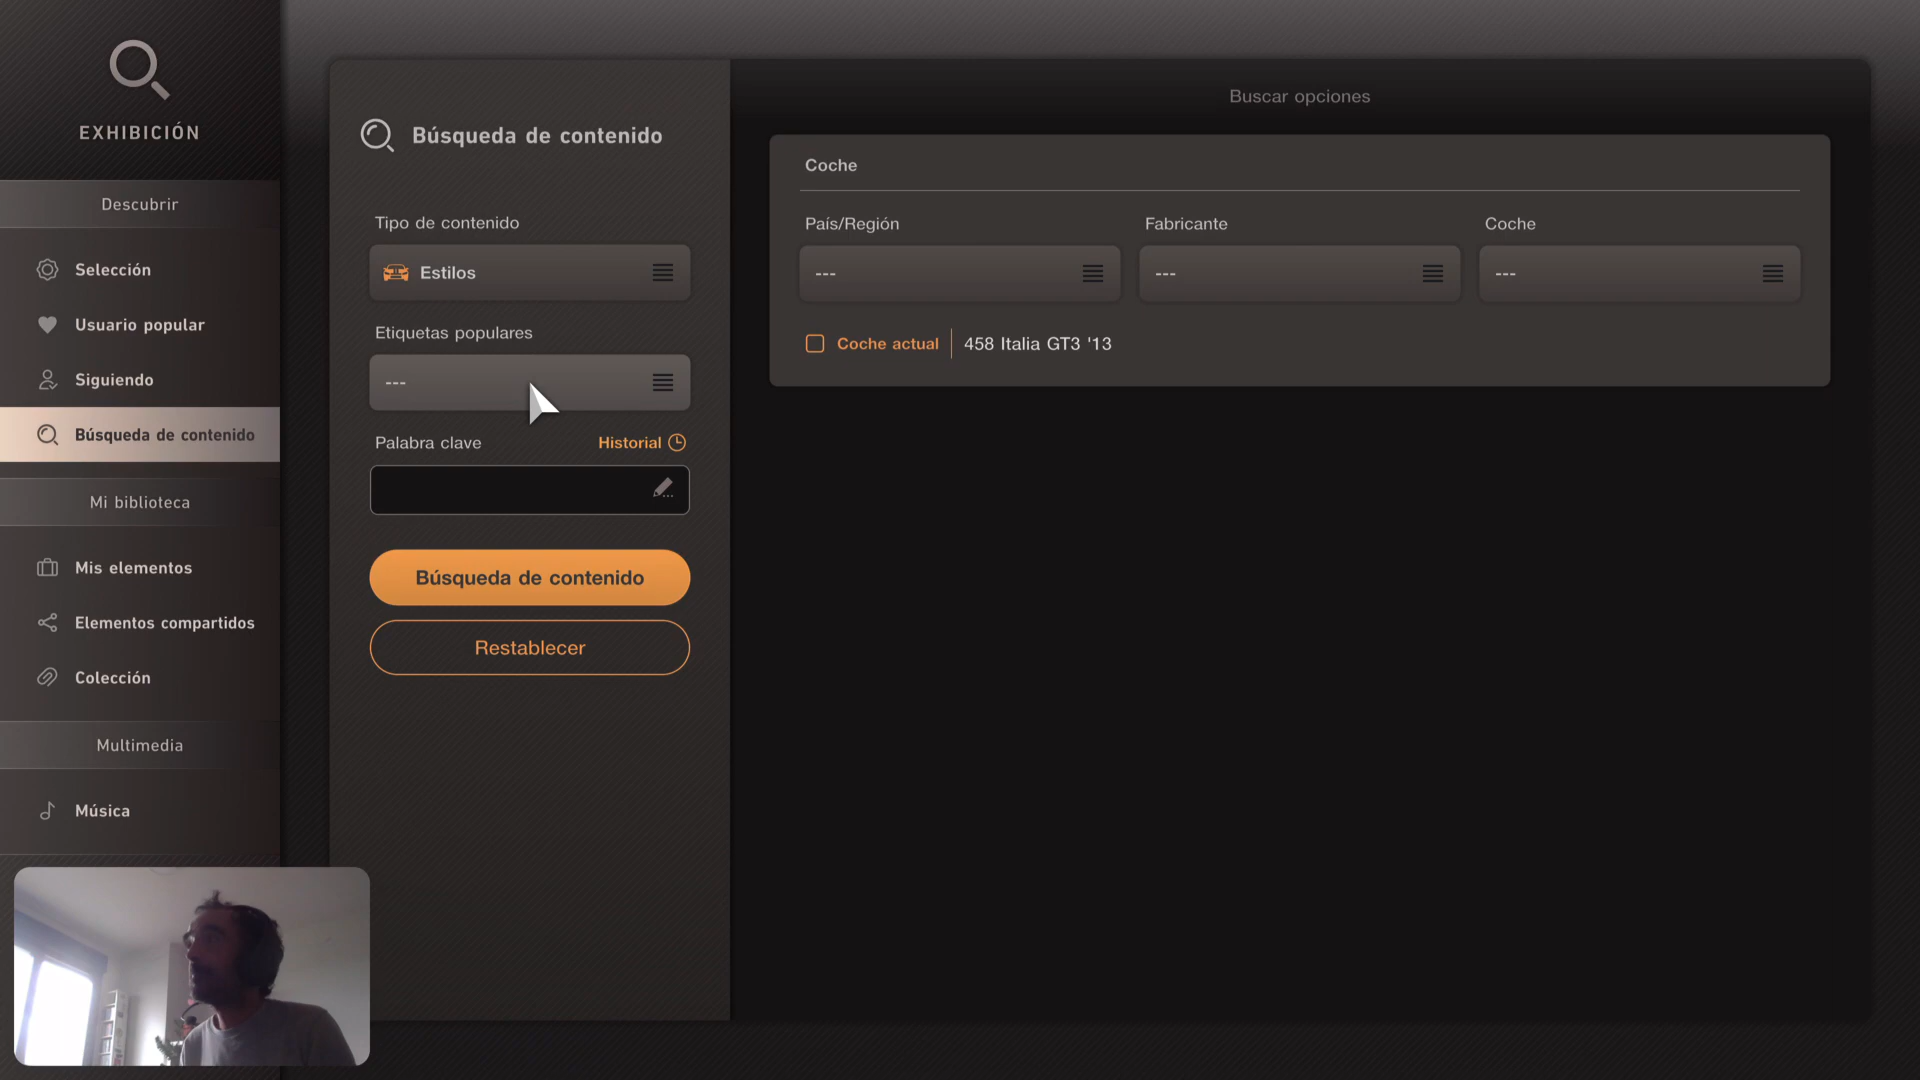 EXHIBICIÓN
Descubrir
Selección
Usuario popular
Siguiendo
Búsqueda de contenido
Mi biblioteca
Mis elementos
Elementos compartidos
Colección
Multimedia
Música
Búsqueda de contenido
Tipo de contenido
Estilos
Etiquetas populares
---
Palabra clave
Historial
Búsqueda de contenido
Restablecer
Buscar opciones
Coche
País/Región
Fabricante
Coche
---
---
---
Coche actual
458 Italia GT3 '13